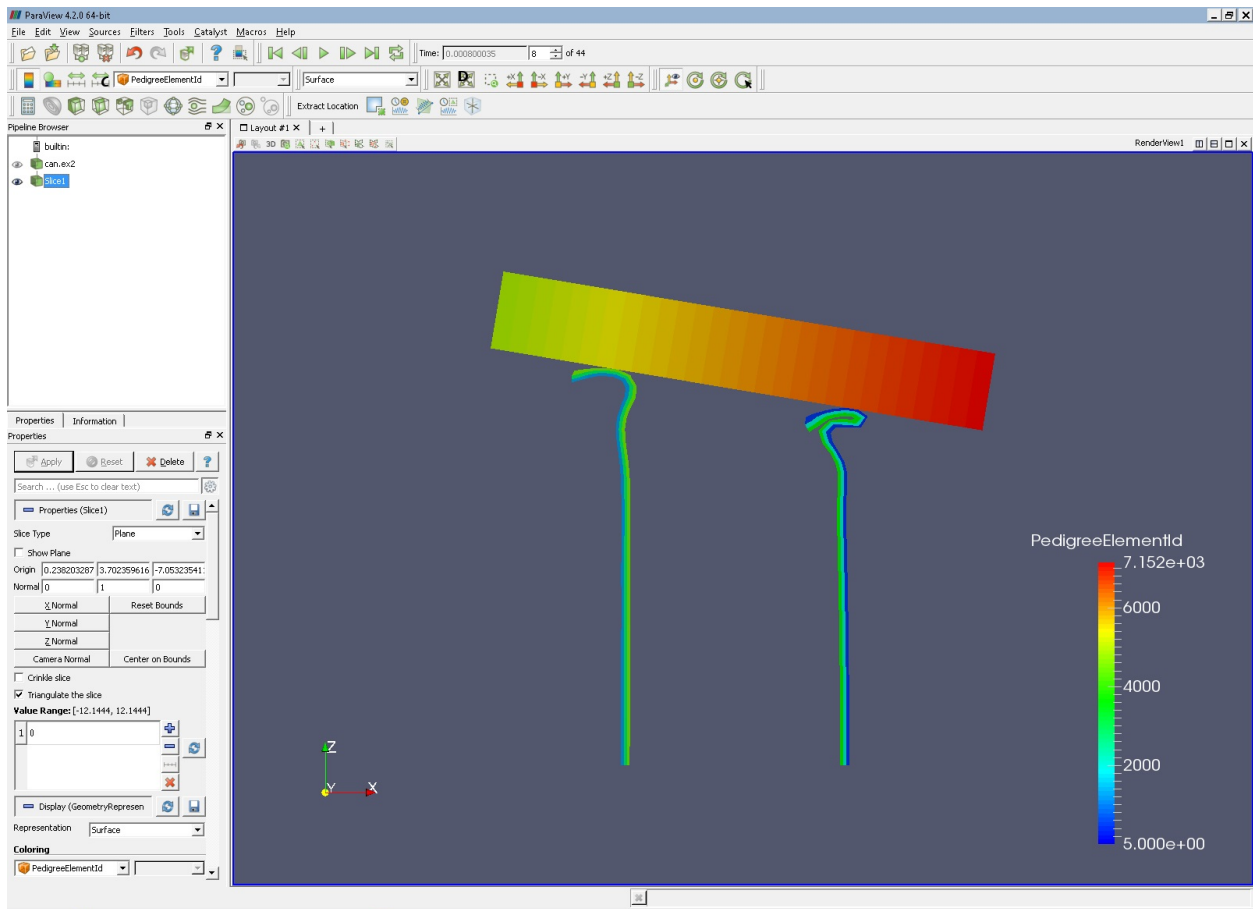 ParaView 4.2.0 64-bit
File Edit View Sources Filters Tools Catalyst Macros Help
Time: 0.000800035 8 of 44
PedigreeElementId Surface
Extract Location
Pipeline Browser
Layout #1
3D RenderView1
builtin:
can.ex2
Slice1
Properties Information
Properties
Apply Reset Delete
Search ... (use Esc to clear text)
Properties (Slice1)
Slice Type Plane
Show Plane
Origin 0.238203287 3.702359616 -7.05323541
Normal 0 1 0
X Normal Reset Bounds
Y Normal
Z Normal
Camera Normal Center on Bounds
Crinkle slice
Triangulate the slice
Value Range: [-12.1444, 12.1444]
1 0
Display (GeometryRepresen
Representation Surface
Coloring
PedigreeElementId
Z
Y X
PedigreeElementId
7.152e+03
6000
4000
2000
5.000e+00